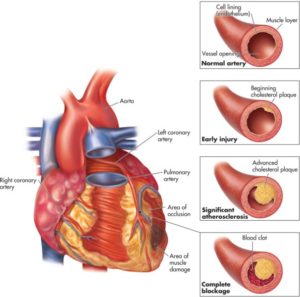 Cell lining
(endothelium)
Muscle layer
Vessel opening
Normal artery
Beginning
cholesterol plaque
Early injury
Advanced
cholesterol plaque
Significant
atherosclerosis
Blood clot
Complete
blockage
Aorta
Left coronary
artery
Pulmonary
artery
Right coronary
artery
Area of
occlusion
Area of
muscle
damage